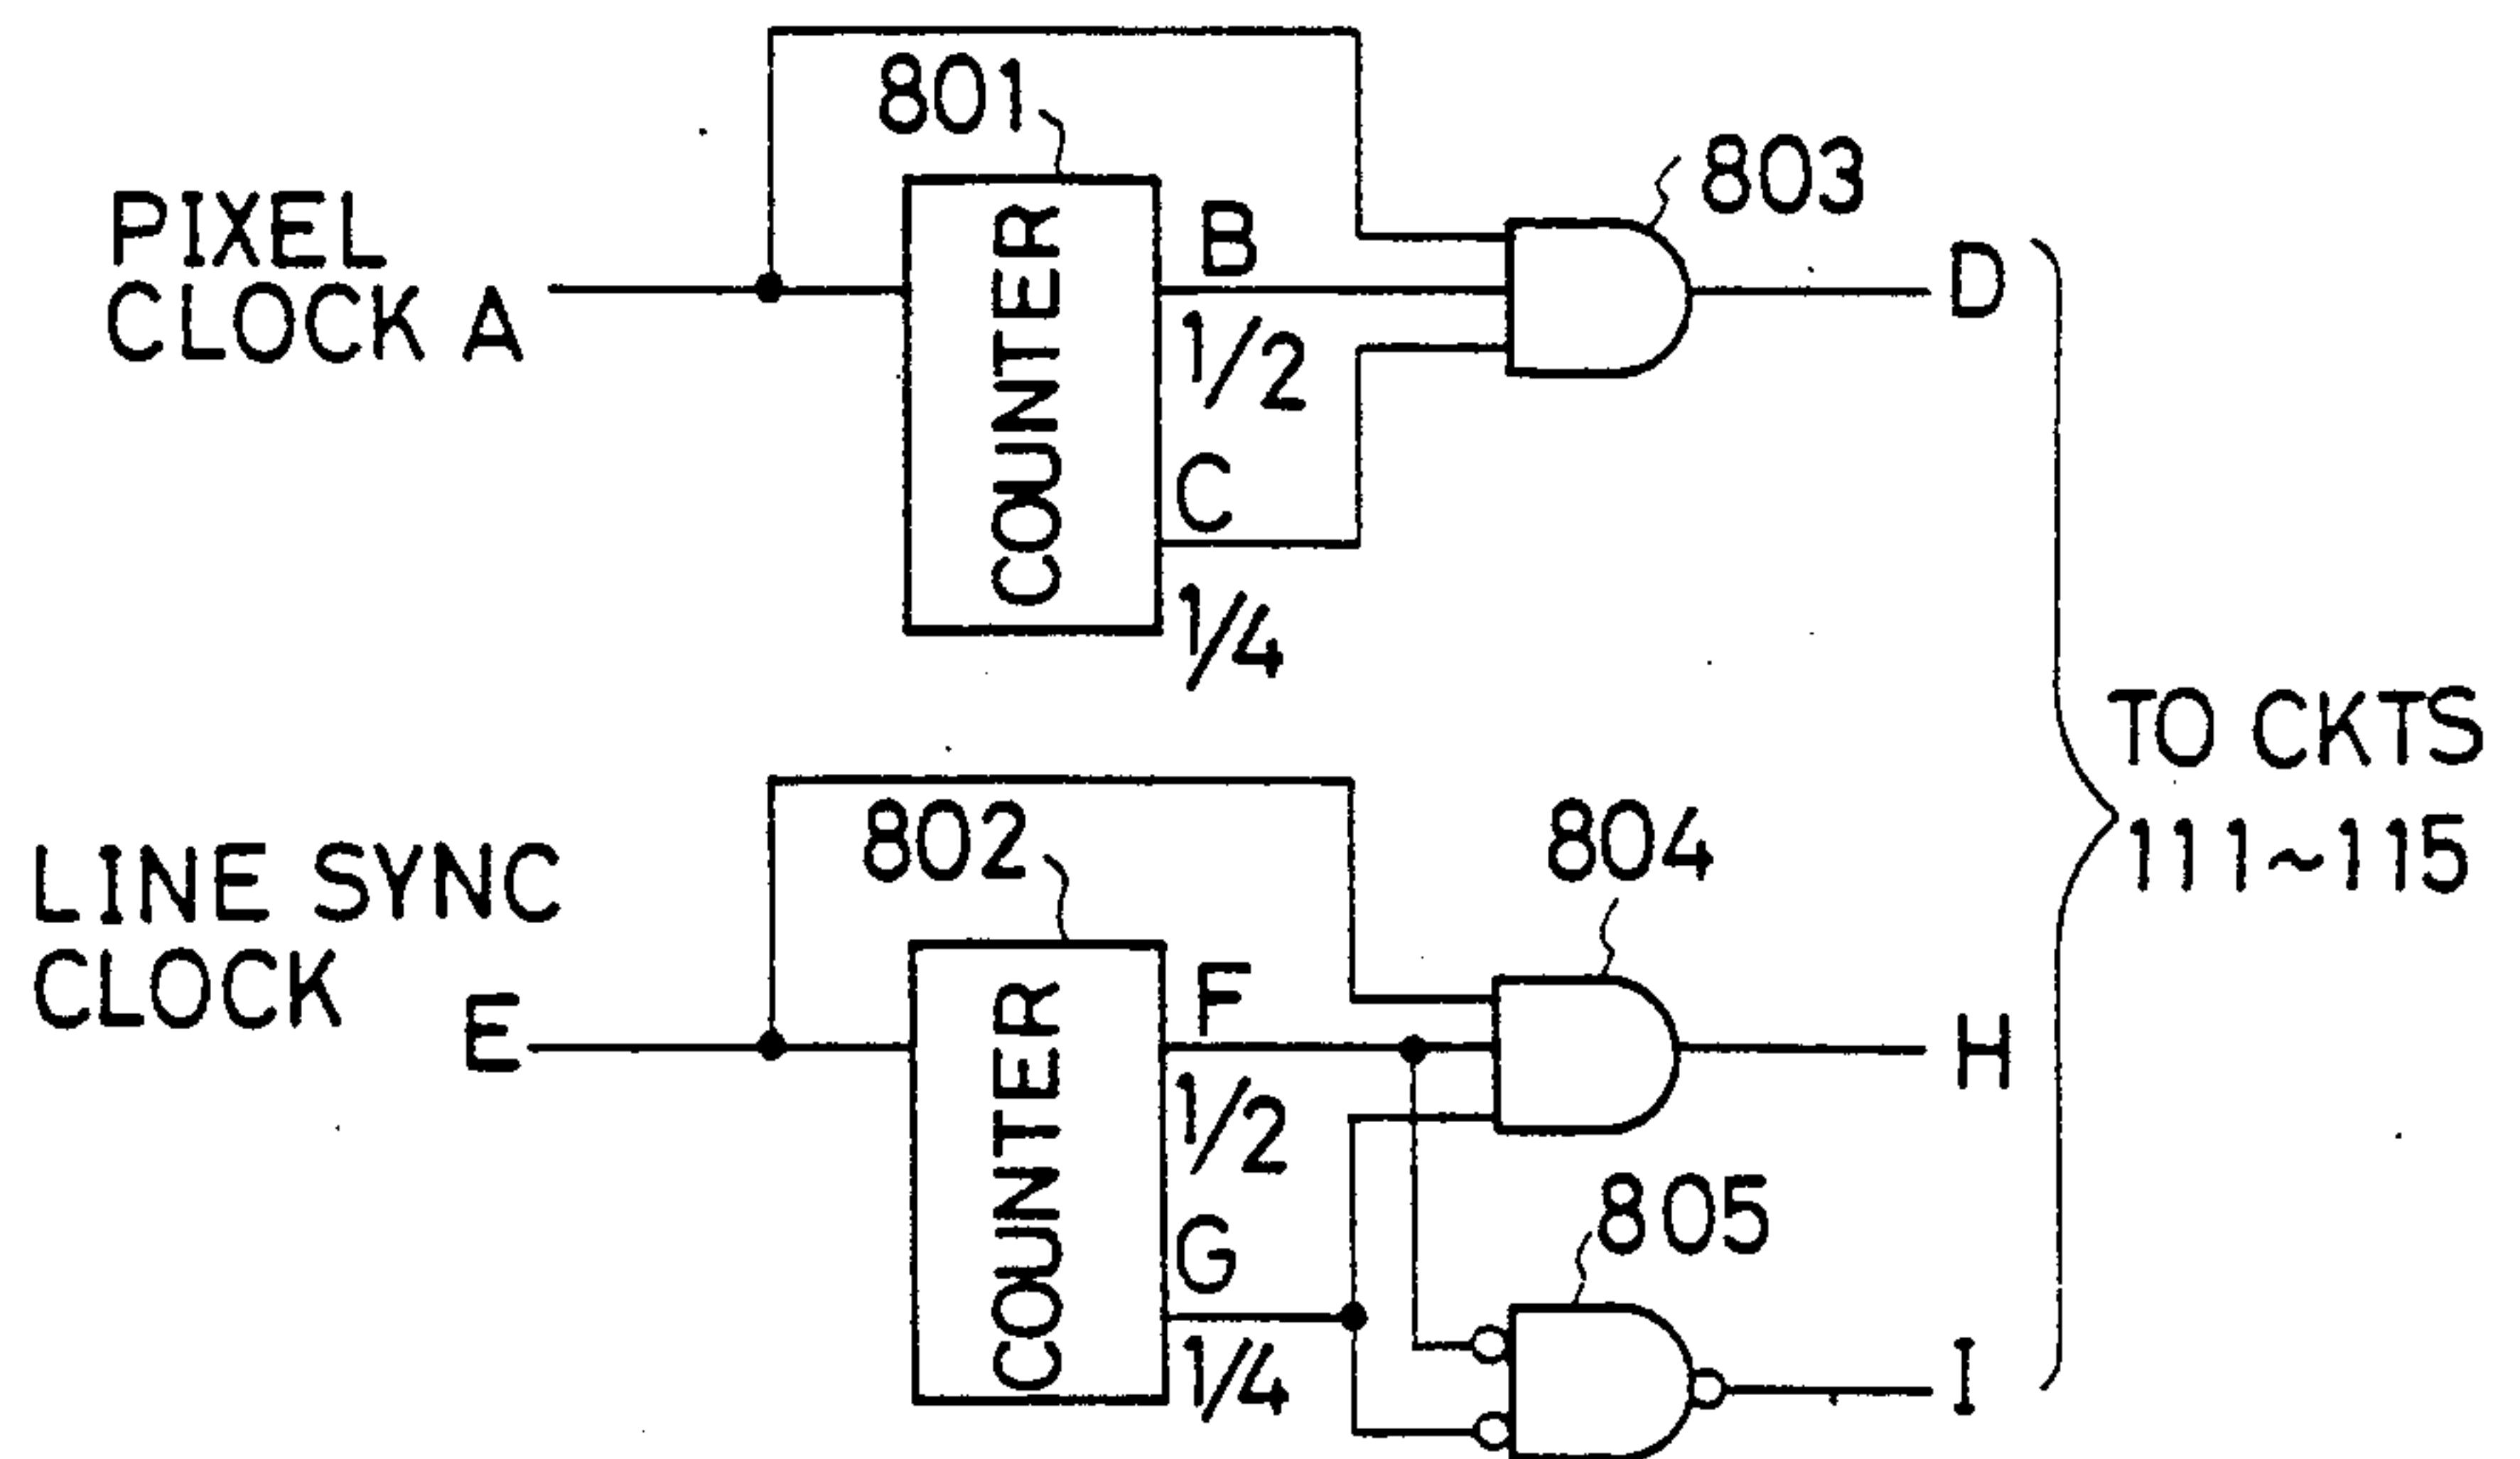 801
803
PIXEL
CLOCK A
COUNTER
B
1/2
C
1/4
D
TO CKTS
111~115
802
804
LINE SYNC
CLOCK
E
COUNTER
F
1/2
G
1/4
H
805
I